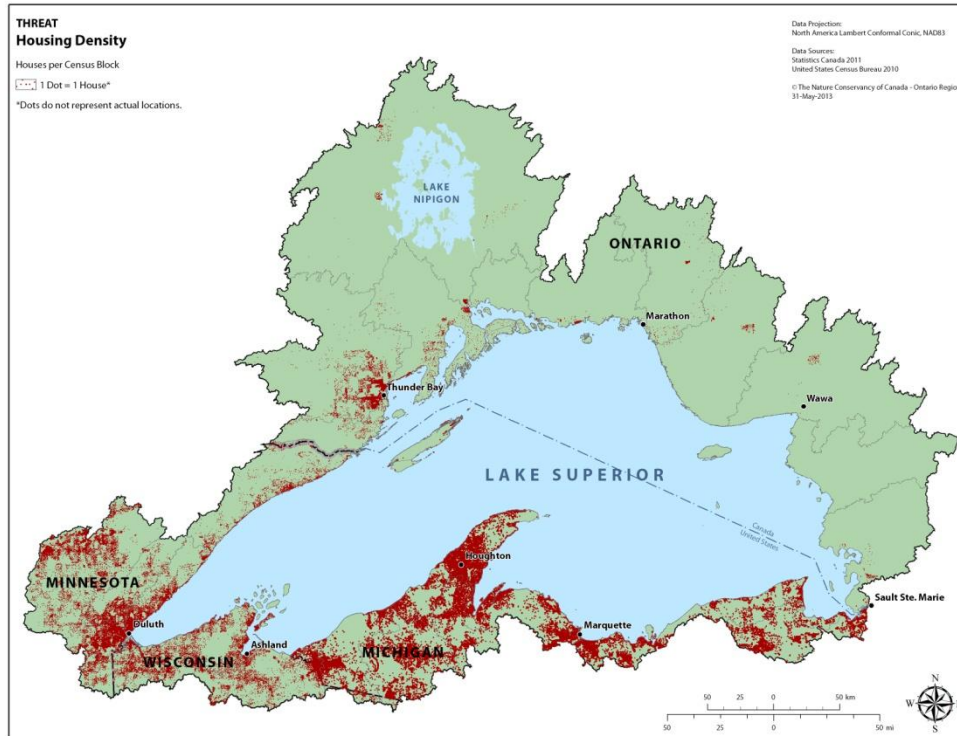 THREAT
Housing Density
Houses per Census Block
1 Dot = 1 House*
*Dots do not represent actual locations.
Data Projection:
North America Lambert Conformal Conic, NAD83
Data Sources:
Statistics Canada 2011
United States Census Bureau 2010
© The Nature Conservancy of Canada - Ontario Regio
31-May-2013
LAKE
NIPIGON
ONTARIO
Marathon
Thunder Bay
Wawa
LAKE SUPERIOR
Canada
United States
Houghton
MINNESOTA
Sault Ste. Marie
Duluth
Marquette
Ashland
MICHIGAN
WISCONSIN
N
W E
S
50 25 0 50 km
50 25 0 50 mi